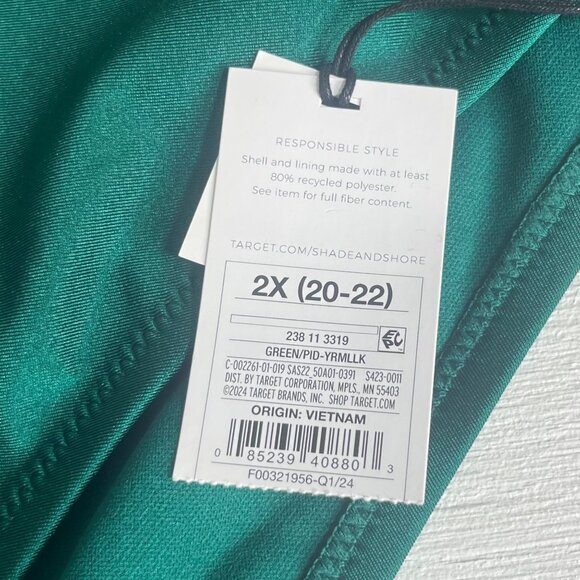 RESPONSIBLE STYLE
Shell and lining made with at least
80% recycled polyester.
See item for full fiber content.
TARGET.COM/SHADEANDSHORE
2X (20-22)
238 11 3319
GREEN/PID-YRMLLK
C-002261-01-019 SAS22_50A01-0391 S423-0011
DIST. BY TARGET CORPORATION, MPLS., MN 55403
©2024 TARGET BRANDS, INC. SHOP TARGET.COM
ORIGIN: VIETNAM
0 85239 40880 3
F00321956-Q1/24